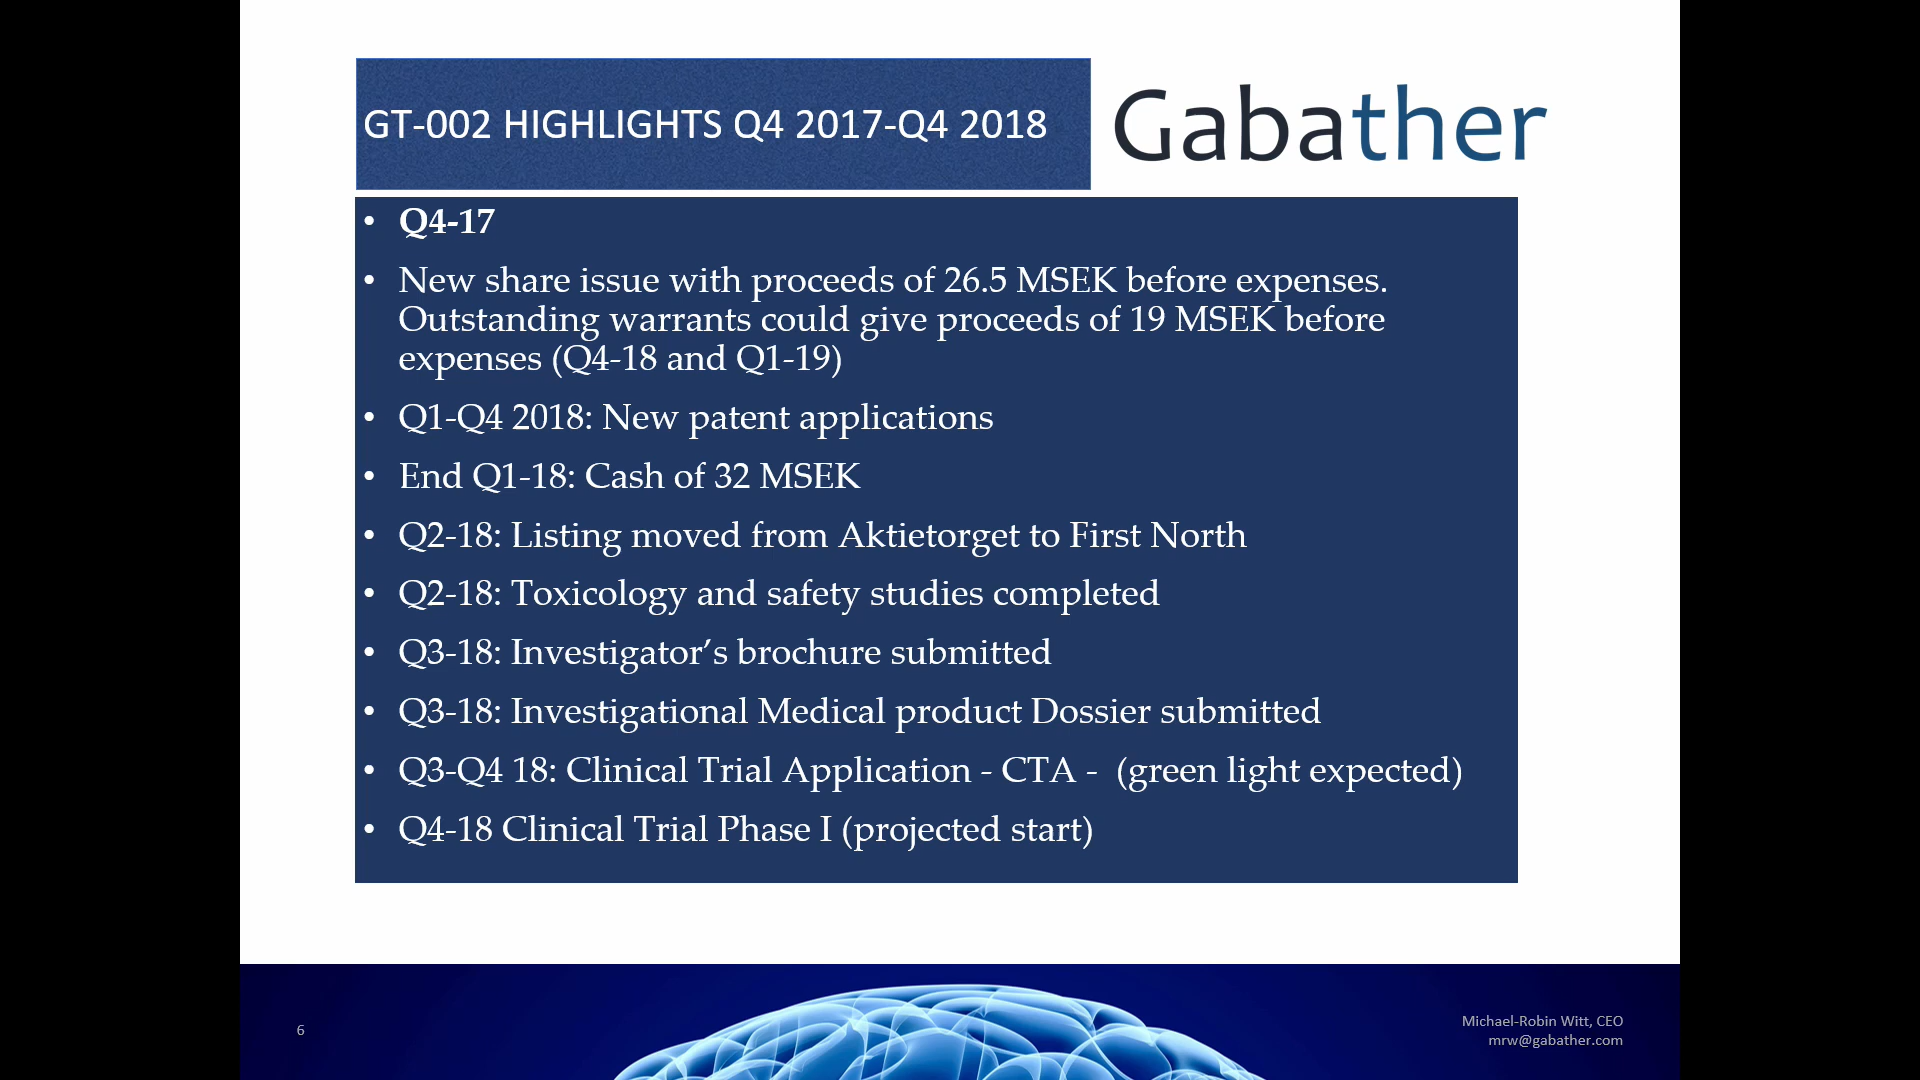 GT-002 HIGHLIGHTS Q4 2017-Q4 2018
Gabather
• Q4-17
• New share issue with proceeds of 26.5 MSEK before expenses.
Outstanding warrants could give proceeds of 19 MSEK before
expenses (Q4-18 and Q1-19)
• Q1-Q4 2018: New patent applications
• End Q1-18: Cash of 32 MSEK
• Q2-18: Listing moved from Aktietorget to First North
• Q2-18: Toxicology and safety studies completed
• Q3-18: Investigator’s brochure submitted
• Q3-18: Investigational Medical product Dossier submitted
• Q3-Q4 18: Clinical Trial Application - CTA -  (green light expected)
• Q4-18 Clinical Trial Phase I (projected start)
6
Michael-Robin Witt, CEO
mrw@gabather.com